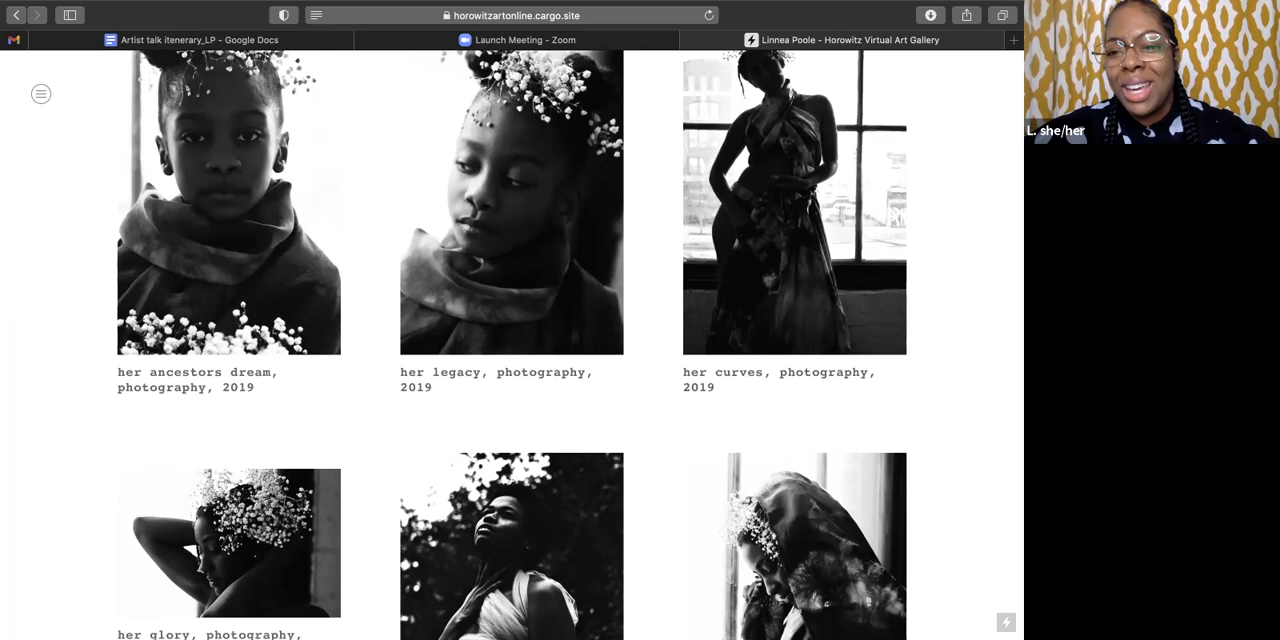 horowitzartonline.cargo.site
Artist talk itenerary_LP - Google Docs
Launch Meeting - Zoom
Linnea Poole - Horowitz Virtual Art Gallery
L. she/her
her ancestors dream,
photography, 2019
her legacy, photography,
2019
her curves, photography,
2019
her glory, photography,